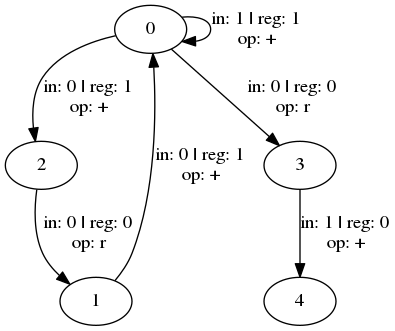 0
in: 1 | reg: 1
op: +
in: 0 | reg: 1
op: +
in: 0 | reg: 0
op: r
2
in: 0 | reg: 1
op: +
3
in: 0 | reg: 0
op: r
in: 1 | reg: 0
op: +
1
4